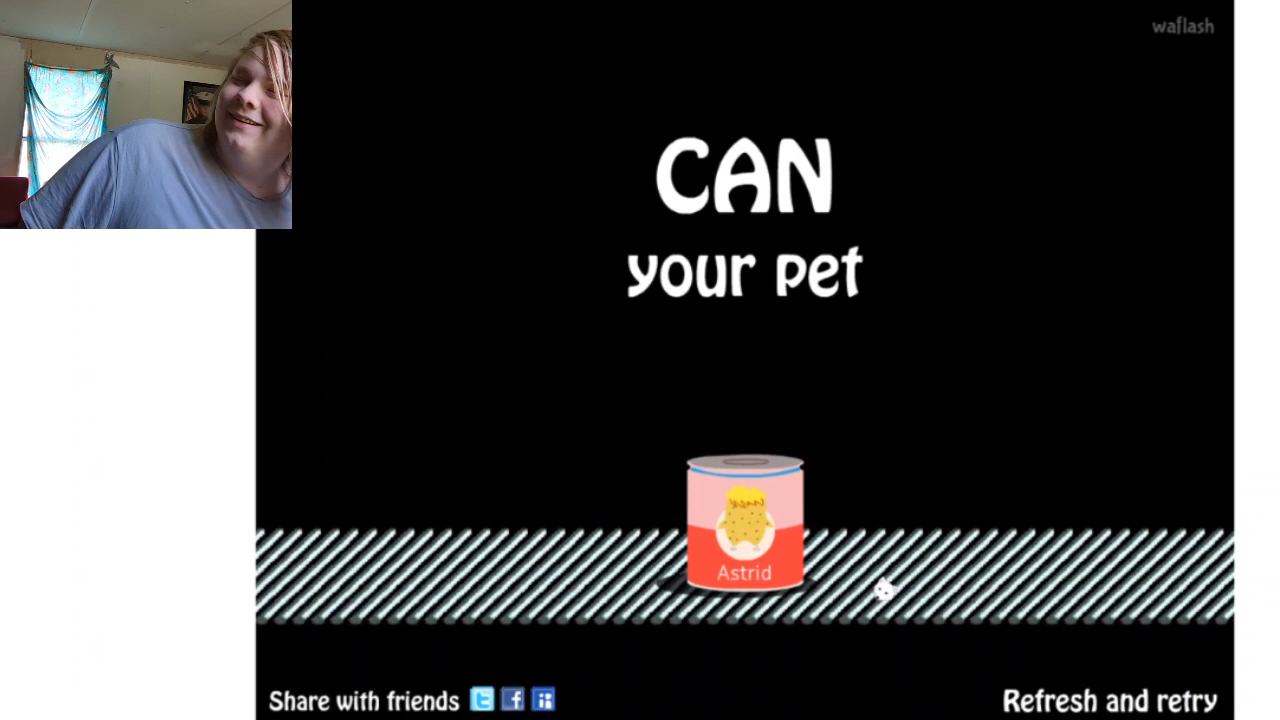 waflash
CAN
your pet
Astrid
Share with friends
Refresh and retry